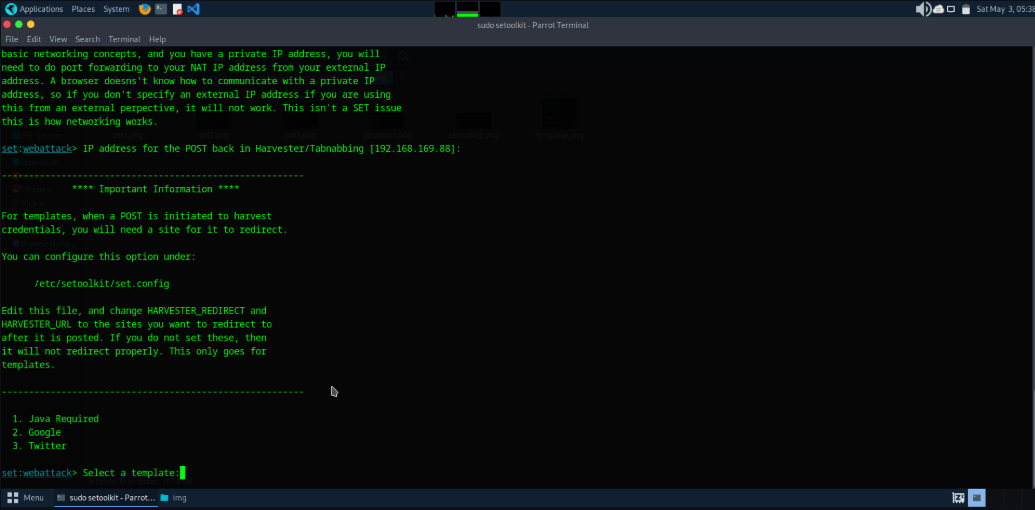 Applications Places System Sat May 3, 05:38
sudo setoolkit - Parrot Terminal
File Edit View Search Terminal Help
basic networking concepts, and you have a private IP address, you will
need to do port forwarding to your NAT IP address from your external IP
address. A browser doesns't know how to communicate with a private IP
address, so if you don't specify an external IP address if you are using
this from an external perpective, it will not work. This isn't a SET issue
this is how networking works.
set:webattack> IP address for the POST back in Harvester/Tabnabbing [192.168.169.88]:
--------------------------------------------------------
**** Important Information ****
For templates, when a POST is initiated to harvest
credentials, you will need a site for it to redirect.
You can configure this option under:
/etc/setoolkit/set.config
Edit this file, and change HARVESTER_REDIRECT and
HARVESTER_URL to the sites you want to redirect to
after it is posted. If you do not set these, then
it will not redirect properly. This only goes for
templates.
--------------------------------------------------------
1. Java Required
2. Google
3. Twitter
set:webattack> Select a template:
Menu sudo setoolkit - Parrot... img